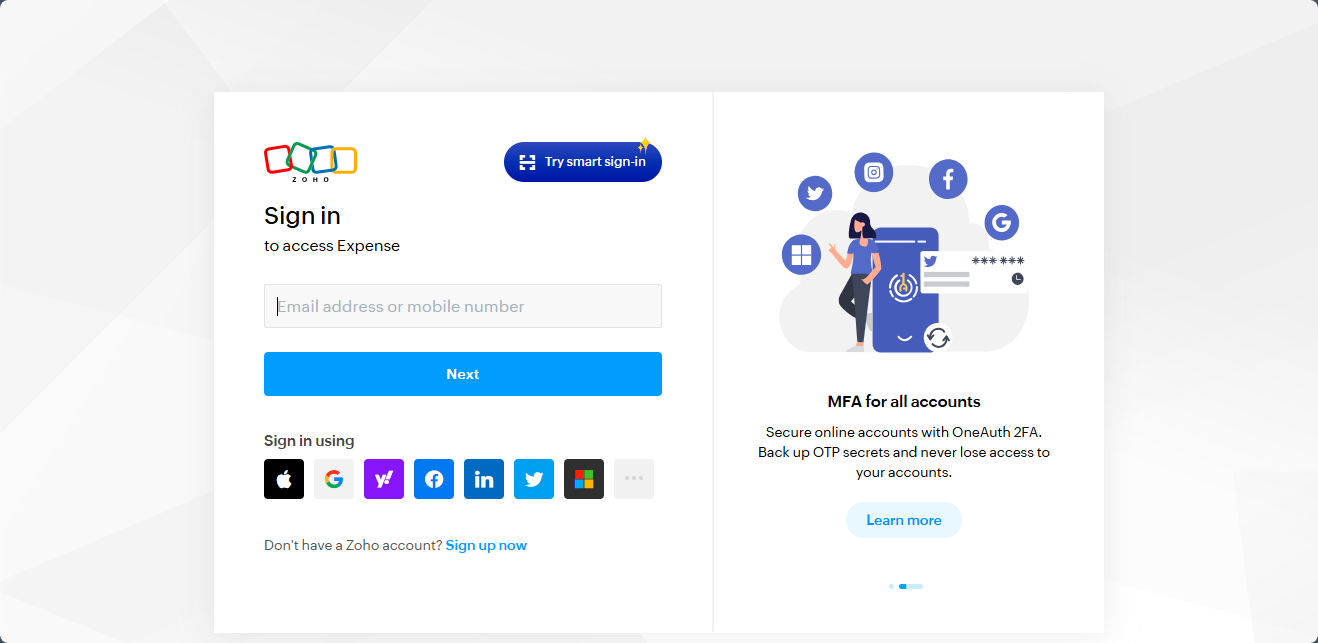 ZOHO
Try smart sign-in
Sign in
to access Expense
Email address or mobile number
Next
Sign in using
Don't have a Zoho account? Sign up now
*** ***
MFA for all accounts
Secure online accounts with OneAuth 2FA.
Back up OTP secrets and never lose access to
your accounts.
Learn more